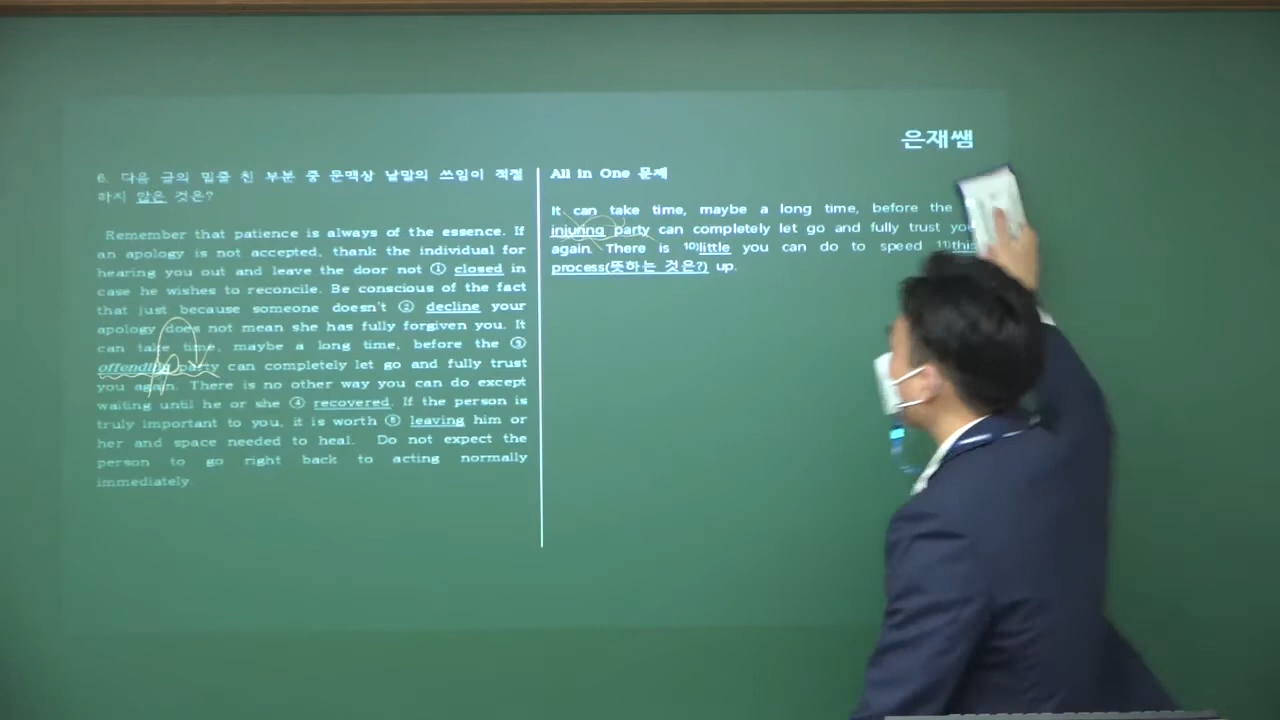 은재쌤
6. 다음 글의 밑줄 친 부분 중 문맥상 낱말의 쓰임이 적절
하지 않은 것은?
Remember that patience is always of the essence. If
an apology is not accepted, thank the individual for
hearing you out and leave the door not ① closed in
case he wishes to reconcile. Be conscious of the fact
that just because someone doesn't ② decline your
apology does not mean she has fully forgiven you. It
can take time, maybe a long time, before the ③
offending party can completely let go and fully trust
you again. There is no other way you can do except
waiting until he or she ④ recovered. If the person is
truly important to you, it is worth ⑤ leaving him or
her and space needed to heal. Do not expect the
person to go right back to acting normally
immediately.
All in One 문제
It can take time, maybe a long time, before the
injuring party can completely let go and fully trust
again. There is 10)little you can do to speed 11)this
process(뜻하는 것은?) up.